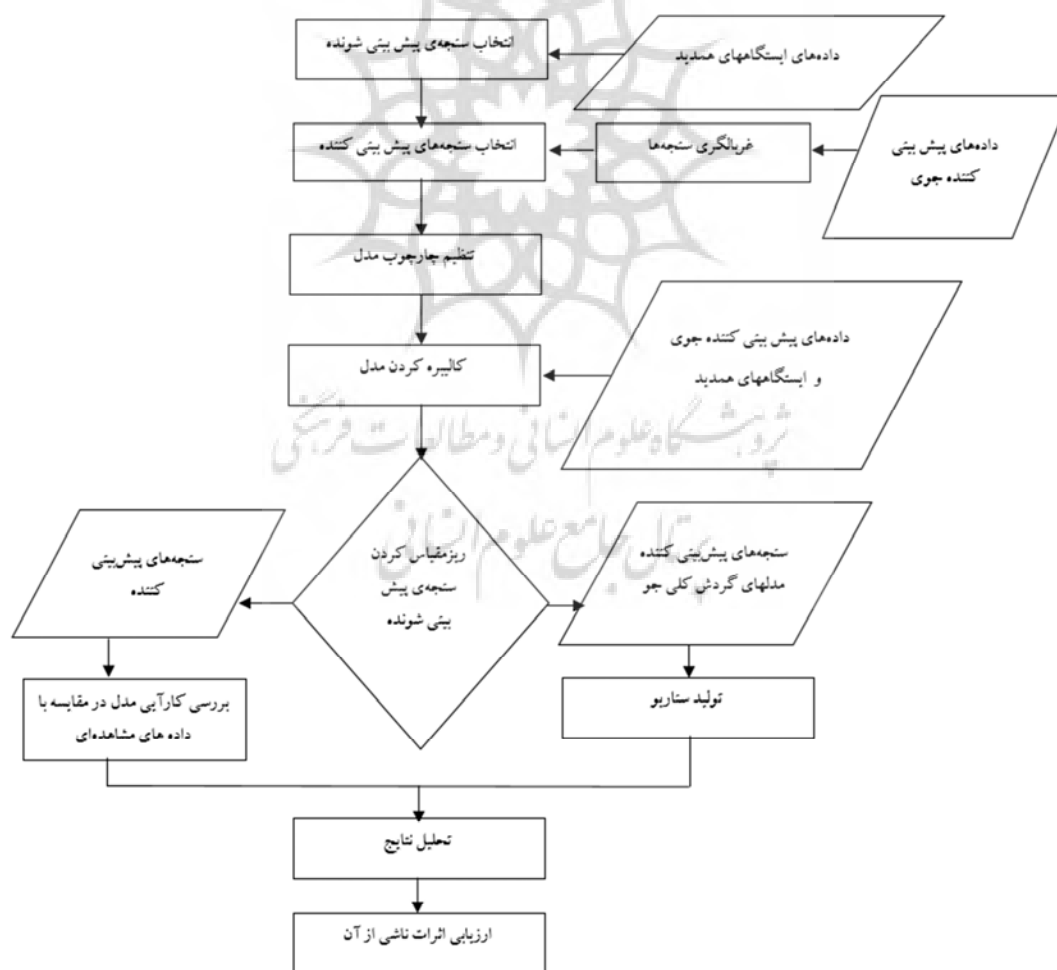 انتخاب سنجه‌ی پیش بینی شونده
داده‌های ایستگاههای همدید
انتخاب سنجه‌های پیش بینی کننده
غربالگری سنجه‌ها
داده‌های پیش بینی
کننده جوی
تنظیم چارچوب مدل
کالیبره کردن مدل
داده‌های پیش بینی کننده جوی
و ایستگاههای همدید
پژوهشگاه علوم انسانی و مطالعات فرهنگی
پرتال جامع علوم انسانی
ریزمقیاس کردن
سنجه‌ی پیش
بینی شونده
سنجه‌های پیش‌بینی کننده
مدلهای گردش کلی جو
سنجه‌های پیش‌بینی
کننده
تولید سناریو
بررسی کارآیی مدل در مقایسه با
داده های مشاهده‌ای
تحلیل نتایج
ارزیابی اثرات ناشی از آن